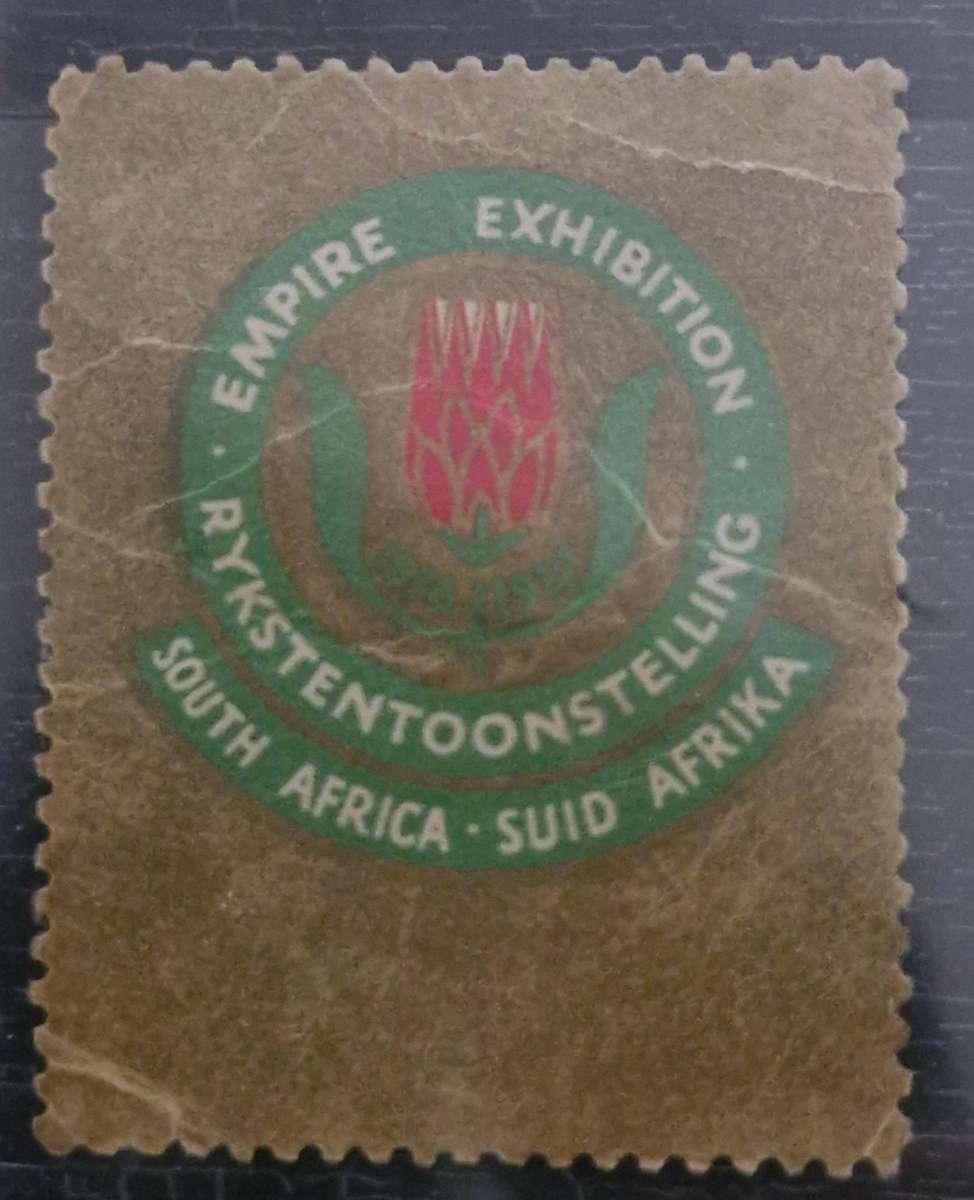 · EMPIRE EXHIBITION ·
RYKSTENTOONSTELLING
SOUTH AFRICA · SUID AFRIKA